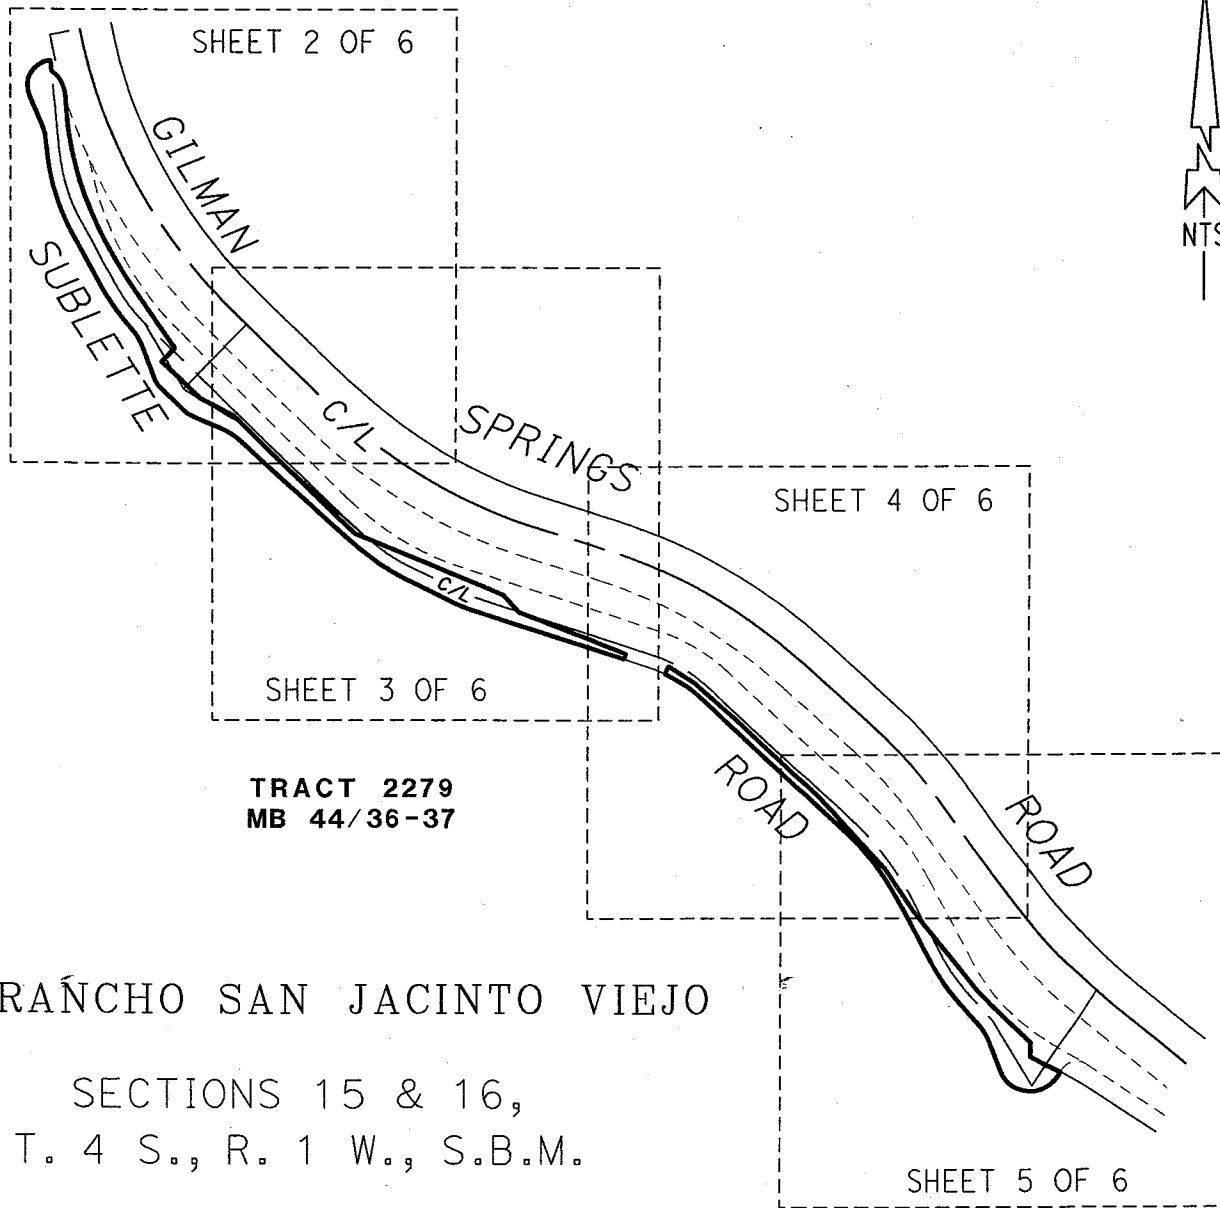 SHEET 2 OF 6
GILMAN
N
NTS
SUBLETTE
C/L
SPRINGS
SHEET 4 OF 6
C/L
SHEET 3 OF 6
TRACT 2279
MB 44/36-37
ROAD
ROAD
RANCHO SAN JACINTO VIEJO
SECTIONS 15 & 16,
T. 4 S., R. 1 W., S.B.M.
SHEET 5 OF 6